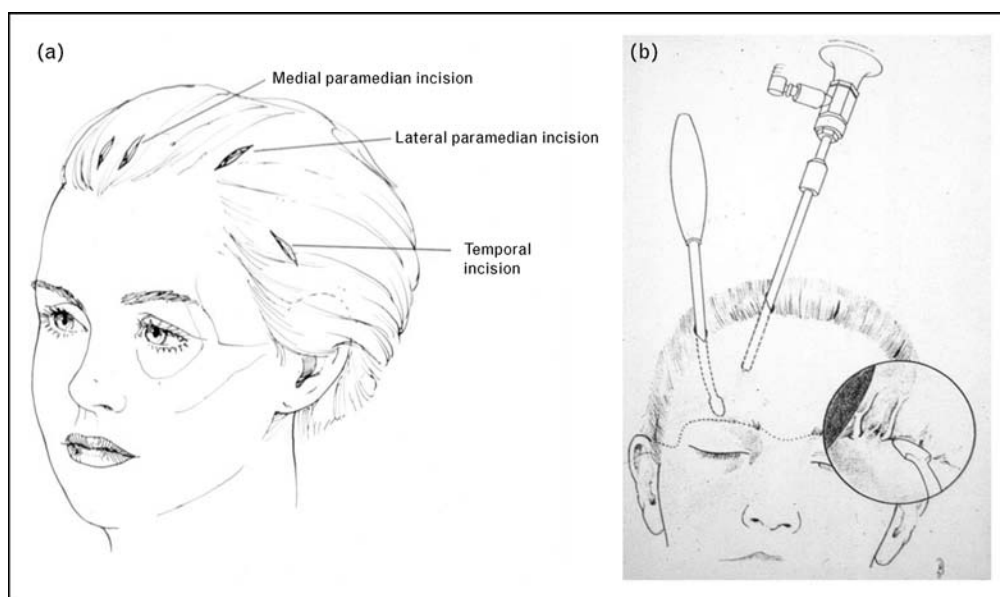 (a)
Medial paramedian incision
Lateral paramedian incision
Temporal
incision
(b)